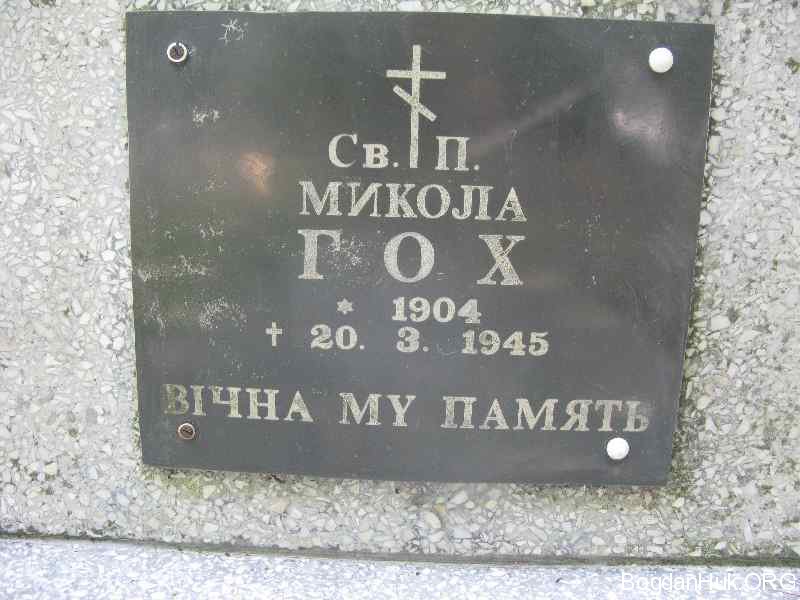 Св. П.
МИКОЛА
ГОХ
* 1904
✝ 20. 3. 1945
ВІЧНА МУ ПАМЯТЬ
BogdanHuk.ORG